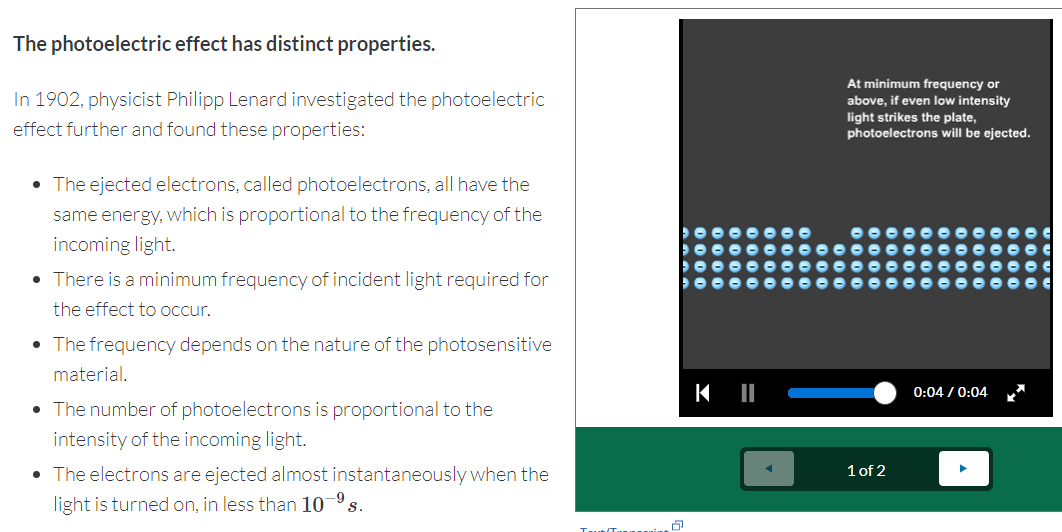 The photoelectric effect has distinct properties.
In 1902, physicist Philipp Lenard investigated the photoelectric
effect further and found these properties:
• The ejected electrons, called photoelectrons, all have the
same energy, which is proportional to the frequency of the
incoming light.
• There is a minimum frequency of incident light required for
the effect to occur.
• The frequency depends on the nature of the photosensitive
material.
• The number of photoelectrons is proportional to the
intensity of the incoming light.
• The electrons are ejected almost instantaneously when the
light is turned on, in less than 10⁻⁹ s.
At minimum frequency or
above, if even low intensity
light strikes the plate,
photoelectrons will be ejected.
0:04 / 0:04
1 of 2